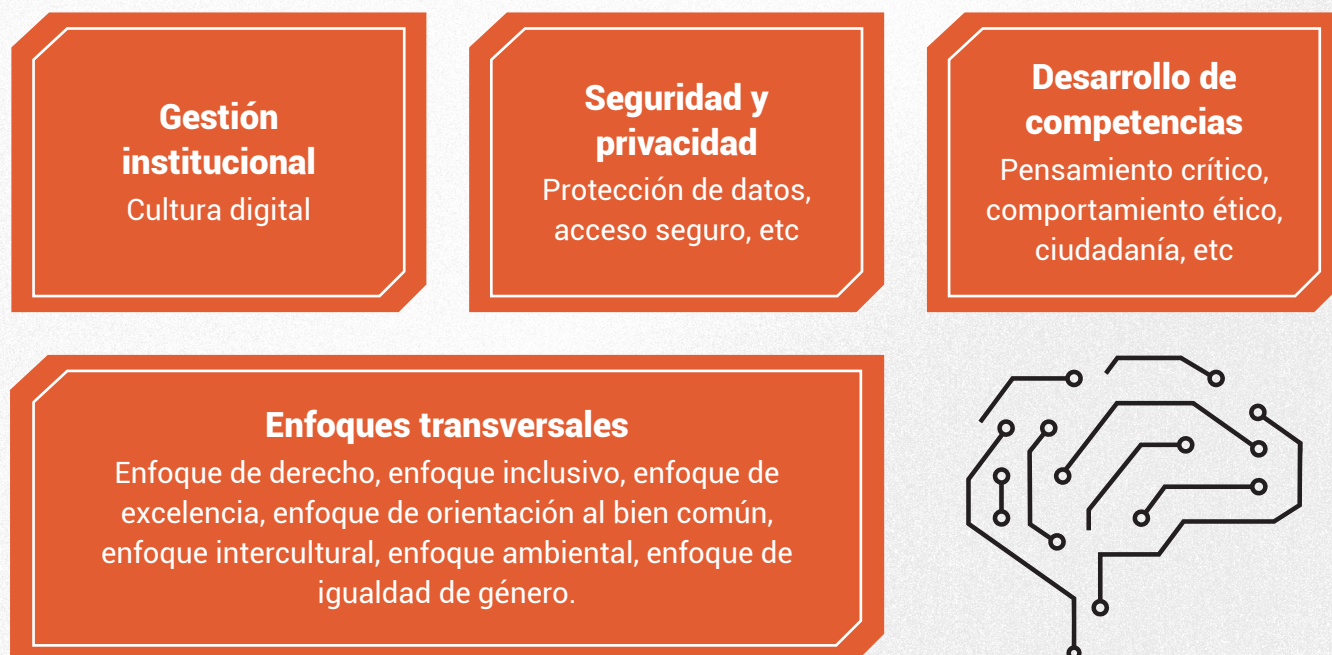 Gestión
institucional
Cultura digital
Seguridad y
privacidad
Protección de datos,
acceso seguro, etc
Desarrollo de
competencias
Pensamiento crítico,
comportamiento ético,
ciudadanía, etc
Enfoques transversales
Enfoque de derecho, enfoque inclusivo, enfoque de
excelencia, enfoque de orientación al bien común,
enfoque intercultural, enfoque ambiental, enfoque de
igualdad de género.